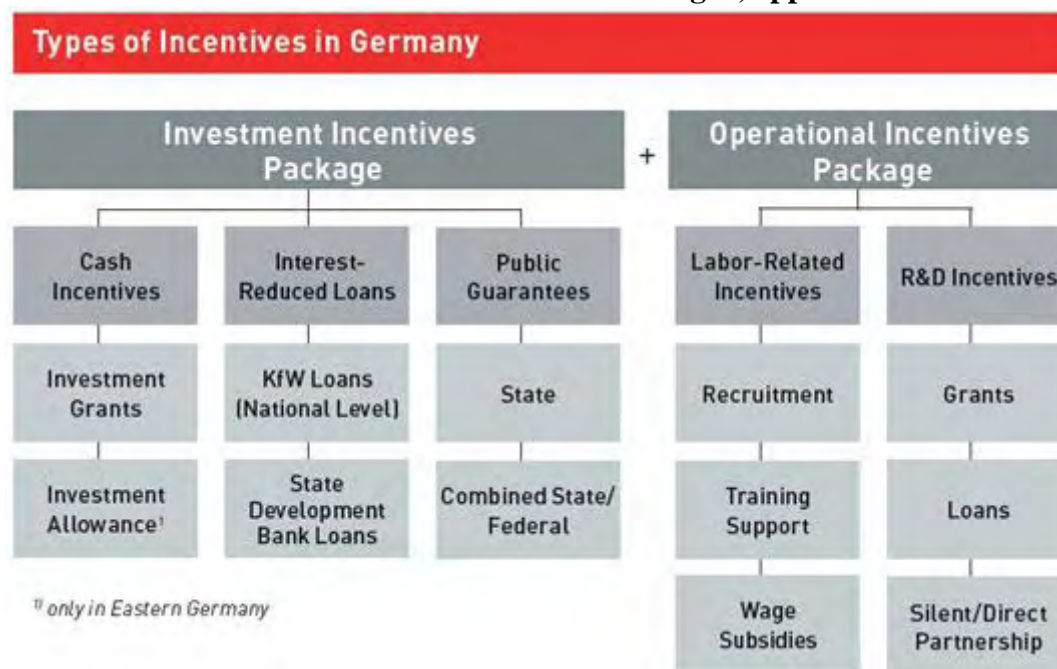 Types of Incentives in Germany
Investment Incentives
Package
+
Operational Incentives
Package
Cash
Incentives
Interest-
Reduced Loans
Public
Guarantees
Labor-Related
Incentives
R&D Incentives
Investment
Grants
KfW Loans
(National Level)
State
Recruitment
Grants
Investment
Allowance¹⁾
State
Development
Bank Loans
Combined State/
Federal
Training
Support
Loans
¹⁾ only in Eastern Germany
Wage
Subsidies
Silent/Direct
Partnership